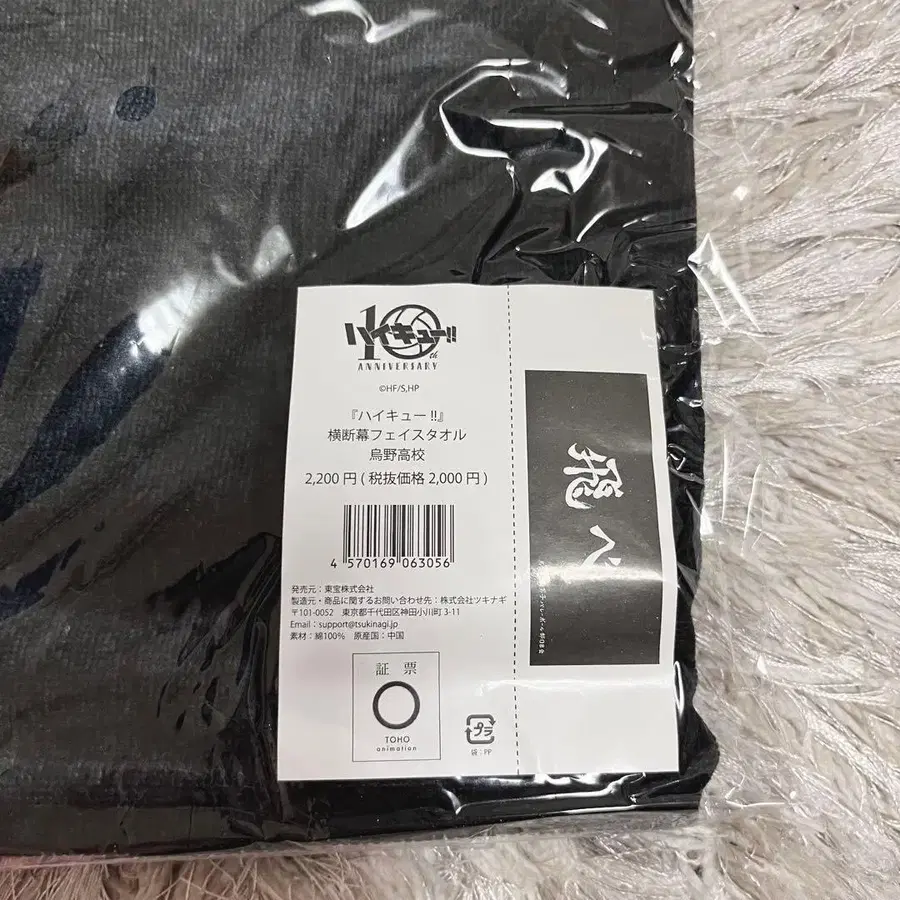 ハイキュー!!
10th
ANNIVERSARY
©HF/S,HP
『ハイキュー!!』
横断幕フェイスタオル
烏野高校
2,200円(税抜価格2,000円)
4 570169 063056
発売元：東宝株式会社
製造元・商品に関するお問い合わせ先：株式会社ツキナギ
〒101-0052 東京都千代田区神田小川町3-11
Email：support@tsukinagi.jp
素材：綿100% 原産国：中国
証票
TOHO
animation
プラ
袋：PP
飛べ